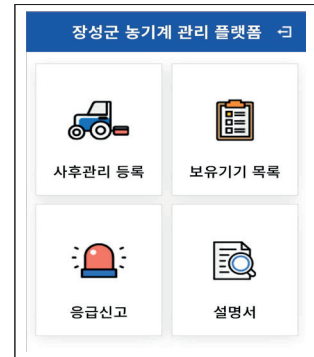 장성군 농기계 관리 플랫폼
사후관리 등록
보유기기 목록
응급신고
설명서